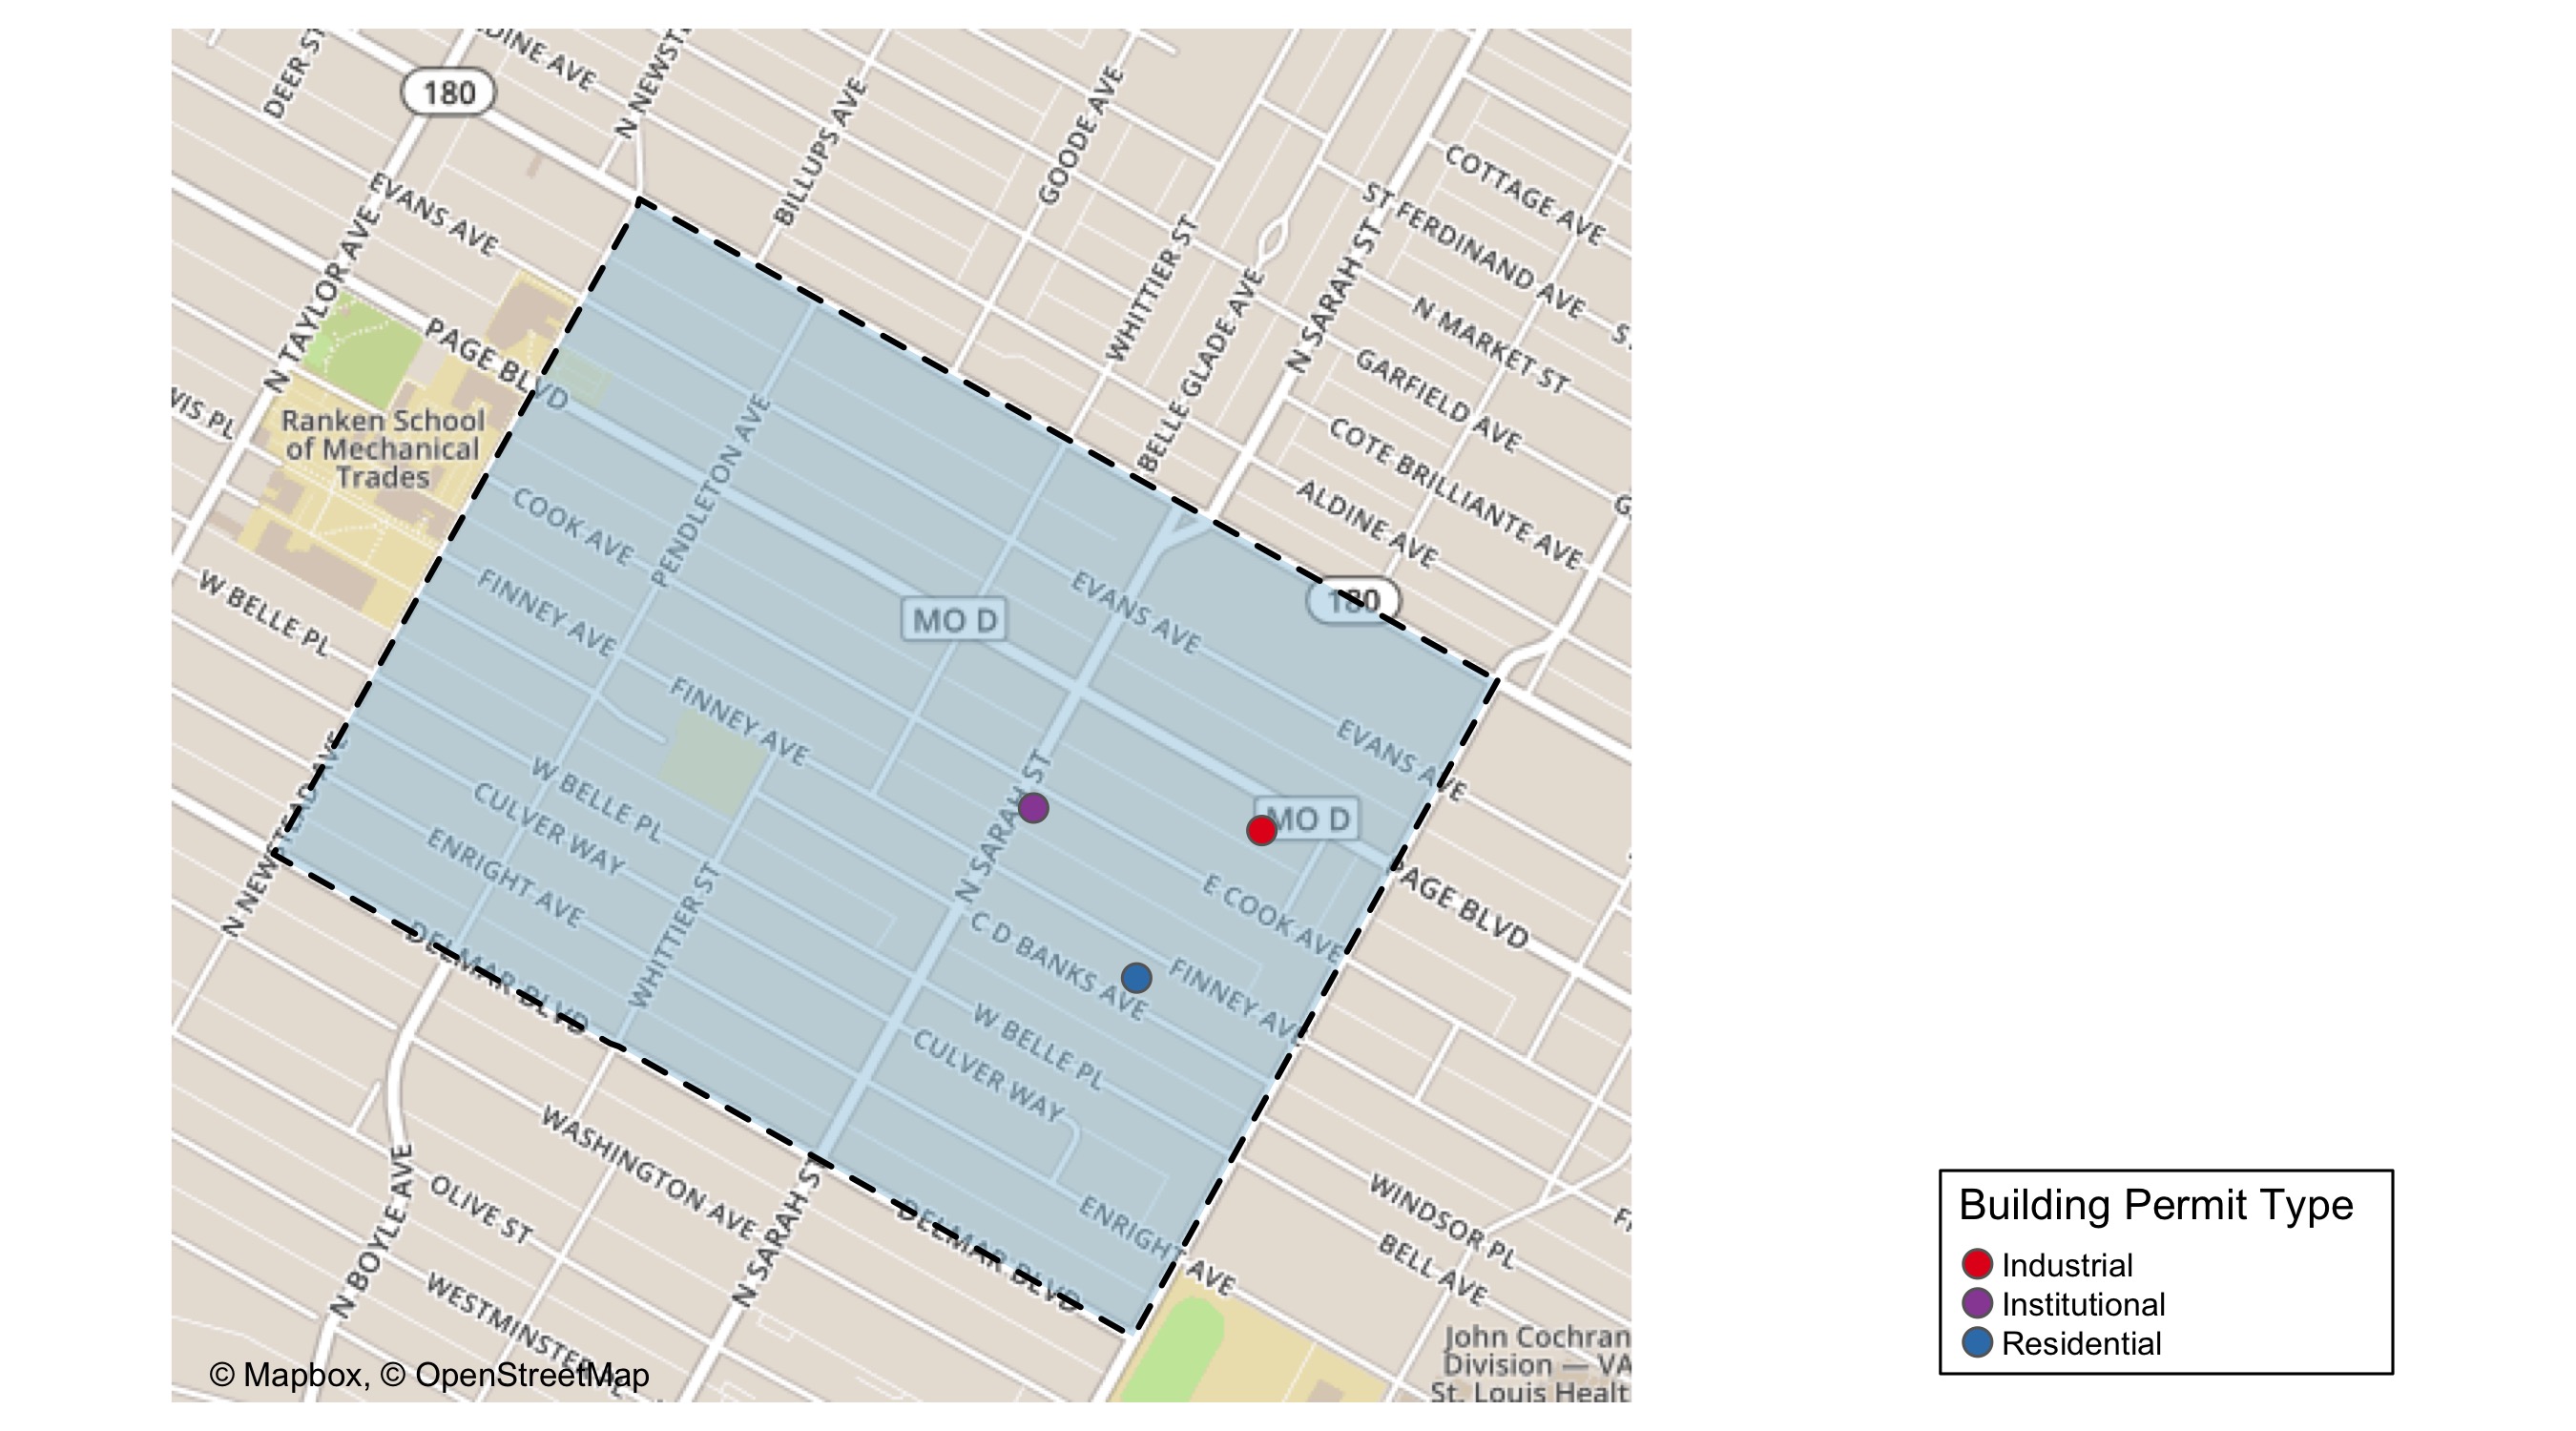 DEER ST
DINE AVE
N NEWST
180
BILLUPS AVE
GOODE AVE
COTTAGE AVE
ST FERDINAND AVE
EVANS AVE
N TAYLOR AVE
WHITTIER ST
BELLE GLADE AVE
N SARAH ST
N MARKET ST
PAGE BLVD
GARFIELD AVE
Ranken School
of Mechanical
Trades
PENDLETON AVE
COTE BRILLIANTE AVE
ALDINE AVE
COOK AVE
FINNEY AVE
W BELLE PL
EVANS AVE
180
MO D
FINNEY AVE
EVANS AVE
N SARAH ST
W BELLE PL
CULVER WAY
MO D
ENRIGHT AVE
E COOK AVE
PAGE BLVD
N NEWSTEAD AVE
WHITTIER ST
C D BANKS AVE
FINNEY AVE
DELMAR BLVD
W BELLE PL
CULVER WAY
WASHINGTON AVE
N BOYLE AVE
OLIVE ST
N SARAH ST
DELMAR BLVD
ENRIGHT AVE
WINDSOR PL
BELL AVE
WESTMINSTER
John Cochran
Division — VA
St. Louis Healt
© Mapbox, © OpenStreetMap
Building Permit Type
Industrial
Institutional
Residential